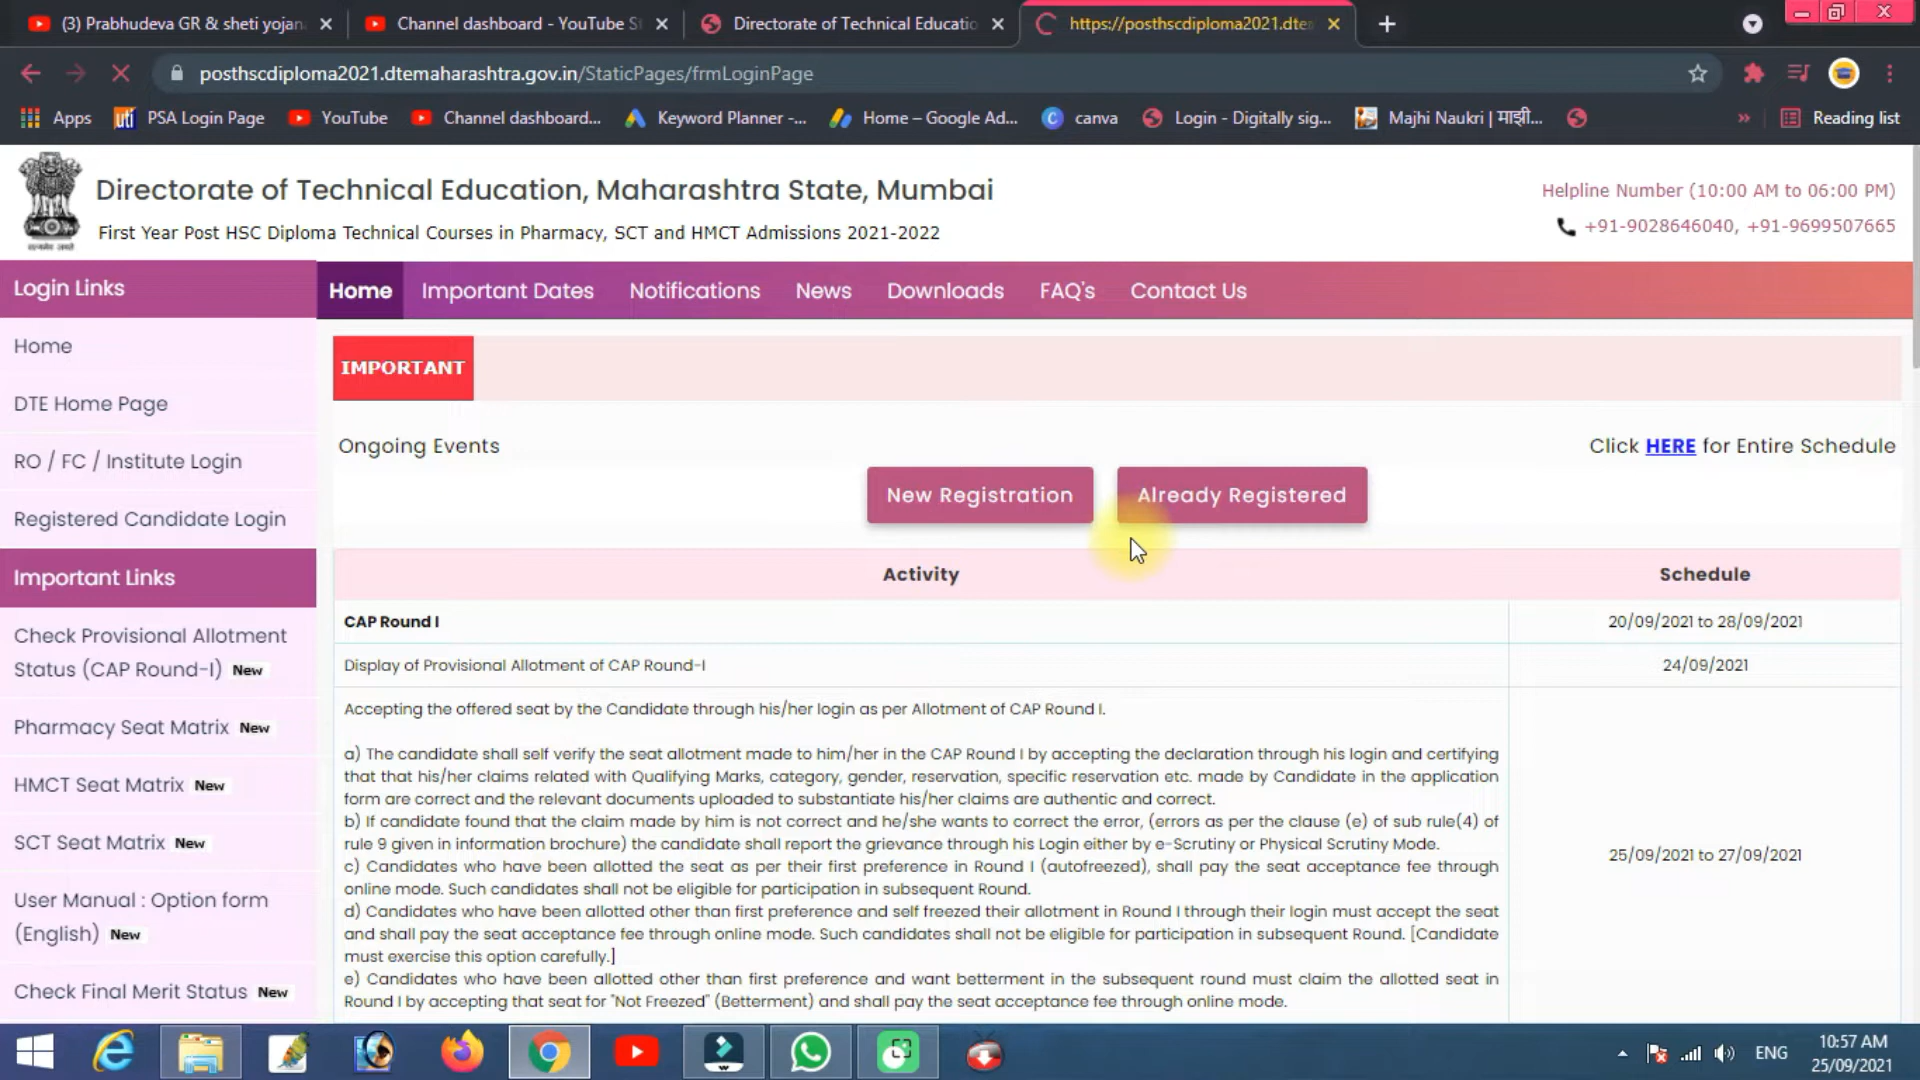 (3) Prabhudeva GR & sheti yojan
Channel dashboard - YouTube St
Directorate of Technical Educatio
https://posthscdiploma2021.dtem
posthscdiploma2021.dtemaharashtra.gov.in/StaticPages/frmLoginPage
Apps
uti PSA Login Page
YouTube
Channel dashboard...
Keyword Planner -...
Home – Google Ad...
C canva
Login - Digitally sig...
Majhi Naukri | माझी...
»
Reading list
Directorate of Technical Education, Maharashtra State, Mumbai
First Year Post HSC Diploma Technical Courses in Pharmacy, SCT and HMCT Admissions 2021-2022
Helpline Number (10:00 AM to 06:00 PM)
+91-9028646040, +91-9699507665
Login Links
Home
DTE Home Page
RO / FC / Institute Login
Registered Candidate Login
Important Links
Check Provisional Allotment
Status (CAP Round-I) New
Pharmacy Seat Matrix New
HMCT Seat Matrix New
SCT Seat Matrix New
User Manual : Option form
(English) New
Check Final Merit Status New
Home Important Dates Notifications News Downloads FAQ's Contact Us
IMPORTANT
Ongoing Events
Click HERE for Entire Schedule
New Registration
Already Registered
Activity Schedule
CAP Round I 20/09/2021 to 28/09/2021
Display of Provisional Allotment of CAP Round-I 24/09/2021
Accepting the offered seat by the Candidate through his/her login as per Allotment of CAP Round I.
a) The candidate shall self verify the seat allotment made to him/her in the CAP Round I by accepting the declaration through his login and certifying
that that his/her claims related with Qualifying Marks, category, gender, reservation, specific reservation etc. made by Candidate in the application
form are correct and the relevant documents uploaded to substantiate his/her claims are authentic and correct.
b) If candidate found that the claim made by him is not correct and he/she wants to correct the error, (errors as per the clause (e) of sub rule(4) of
rule 9 given in information brochure) the candidate shall report the grievance through his Login either by e-Scrutiny or Physical Scrutiny Mode.
c) Candidates who have been allotted the seat as per their first preference in Round I (autofreezed), shall pay the seat acceptance fee through
online mode. Such candidates shall not be eligible for participation in subsequent Round.
d) Candidates who have been allotted other than first preference and self freezed their allotment in Round I through their login must accept the seat
and shall pay the seat acceptance fee through online mode. Such candidates shall not be eligible for participation in subsequent Round. [Candidate
must exercise this option carefully.]
e) Candidates who have been allotted other than first preference and want betterment in the subsequent round must claim the allotted seat in
Round I by accepting that seat for "Not Freezed" (Betterment) and shall pay the seat acceptance fee through online mode.
25/09/2021 to 27/09/2021
ENG
10:57 AM
25/09/2021